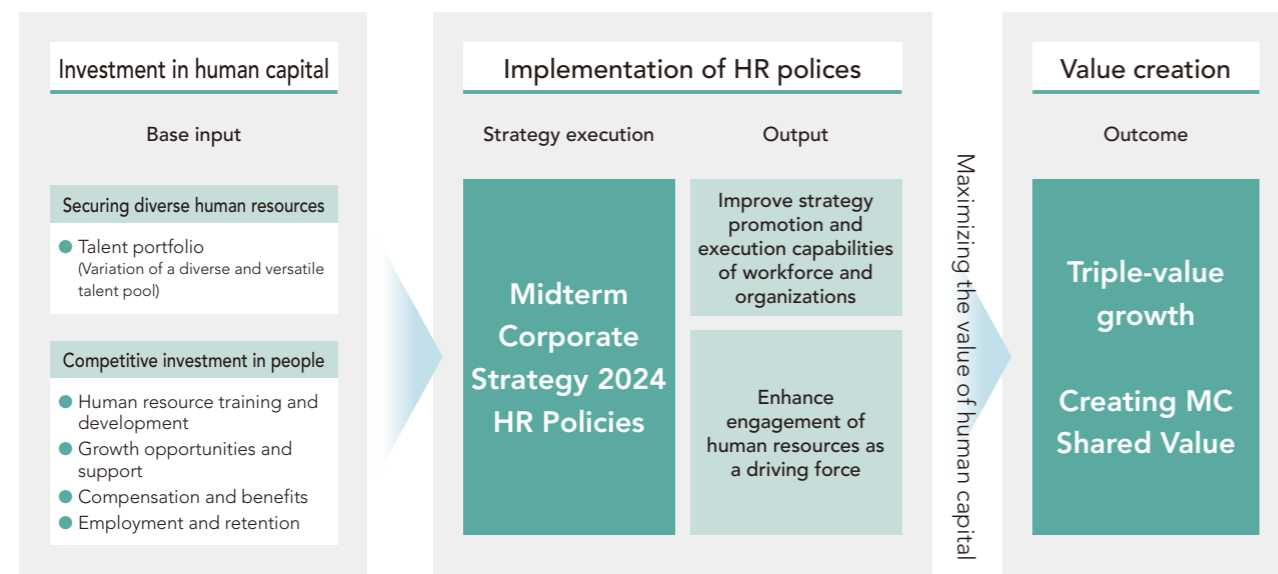 Investment in human capital
Base input
Securing diverse human resources
Talent portfolio
(Variation of a diverse and versatile
talent pool)
Competitive investment in people
Human resource training and
development
Growth opportunities and
support
Compensation and benefits
Employment and retention
Implementation of HR polices
Strategy execution
Midterm
Corporate
Strategy 2024
HR Policies
Output
Improve strategy
promotion and
execution capabilities
of workforce and
organizations
Enhance
engagement of
human resources as
a driving force
Maximizing the value of human capital
Value creation
Outcome
Triple-value
growth
Creating MC
Shared Value